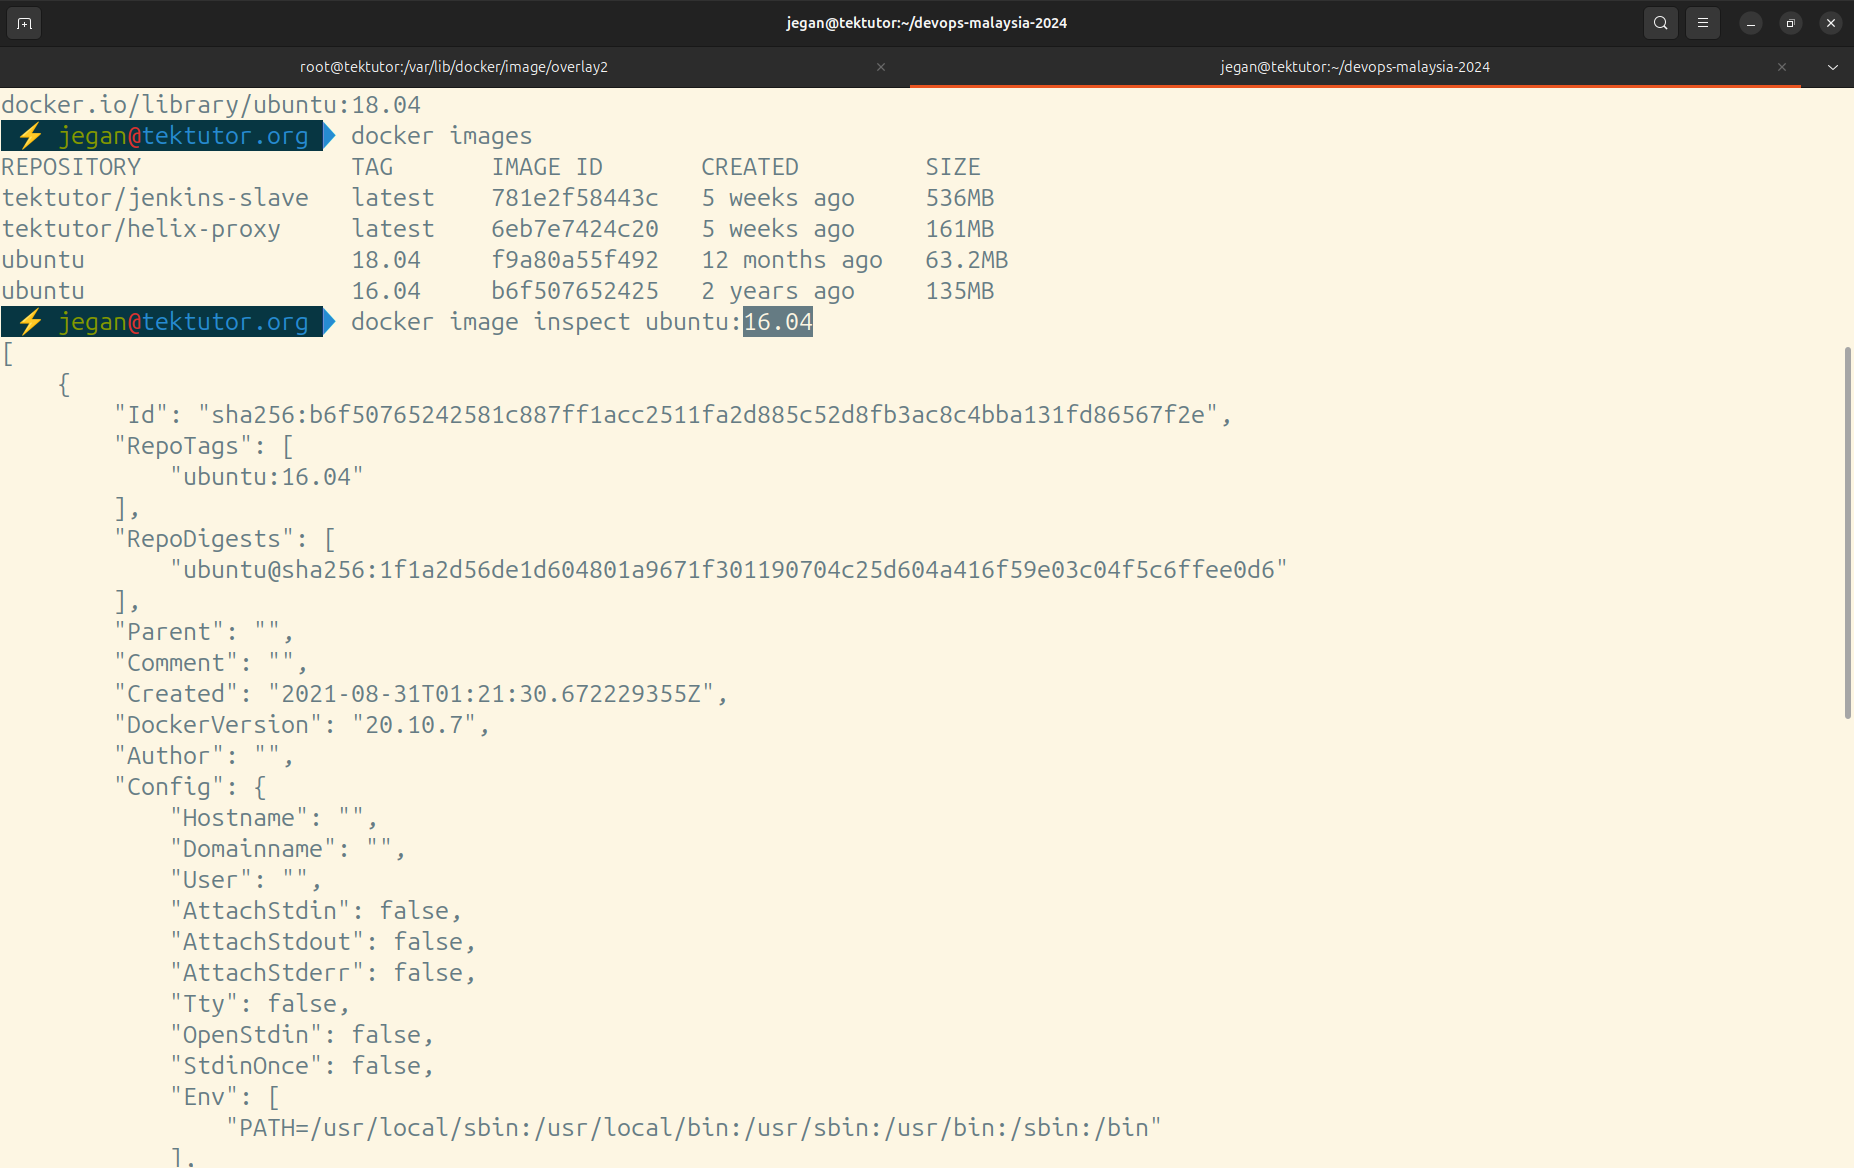 jegan@tektutor:~/devops-malaysia-2024
root@tektutor:/var/lib/docker/image/overlay2
jegan@tektutor:~/devops-malaysia-2024
docker.io/library/ubuntu:18.04
⚡ jegan@tektutor.org docker images
REPOSITORY               TAG       IMAGE ID       CREATED         SIZE
tektutor/jenkins-slave   latest    781e2f58443c   5 weeks ago     536MB
tektutor/helix-proxy     latest    6eb7e7424c20   5 weeks ago     161MB
ubuntu                   18.04     f9a80a55f492   12 months ago   63.2MB
ubuntu                   16.04     b6f507652425   2 years ago     135MB
⚡ jegan@tektutor.org docker image inspect ubuntu:16.04
[
    {
        "Id": "sha256:b6f50765242581c887ff1acc2511fa2d885c52d8fb3ac8c4bba131fd86567f2e",
        "RepoTags": [
            "ubuntu:16.04"
        ],
        "RepoDigests": [
            "ubuntu@sha256:1f1a2d56de1d604801a9671f301190704c25d604a416f59e03c04f5c6ffee0d6"
        ],
        "Parent": "",
        "Comment": "",
        "Created": "2021-08-31T01:21:30.672229355Z",
        "DockerVersion": "20.10.7",
        "Author": "",
        "Config": {
            "Hostname": "",
            "Domainname": "",
            "User": "",
            "AttachStdin": false,
            "AttachStdout": false,
            "AttachStderr": false,
            "Tty": false,
            "OpenStdin": false,
            "StdinOnce": false,
            "Env": [
                "PATH=/usr/local/sbin:/usr/local/bin:/usr/sbin:/usr/bin:/sbin:/bin"
            ],